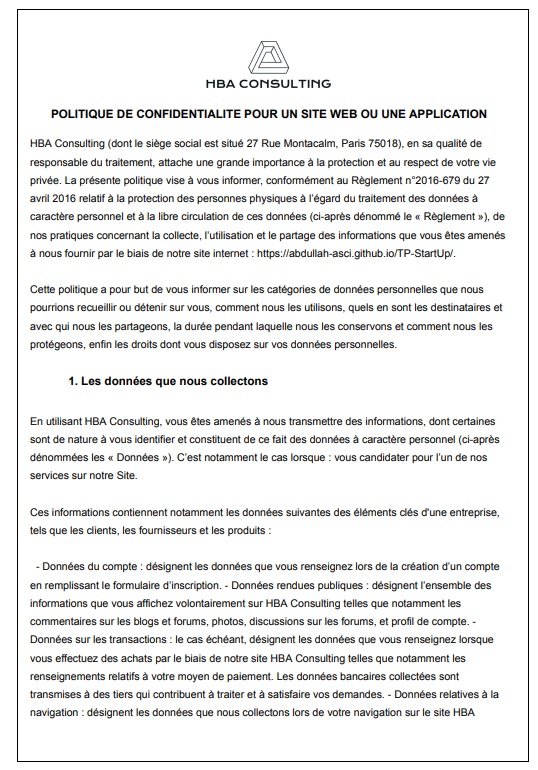 HBA CONSULTING
POLITIQUE DE CONFIDENTIALITE POUR UN SITE WEB OU UNE APPLICATION
HBA Consulting (dont le siège social est situé 27 Rue Montacalm, Paris 75018), en sa qualité de
responsable du traitement, attache une grande importance à la protection et au respect de votre vie
privée. La présente politique vise à vous informer, conformément au Règlement n°2016-679 du 27
avril 2016 relatif à la protection des personnes physiques à l'égard du traitement des données à
caractère personnel et à la libre circulation de ces données (ci-après dénommé le « Règlement »), de
nos pratiques concernant la collecte, l'utilisation et le partage des informations que vous êtes amenés
à nous fournir par le biais de notre site internet : https://abdullah-asci.github.io/TP-StartUp/.
Cette politique a pour but de vous informer sur les catégories de données personnelles que nous
pourrions recueillir ou détenir sur vous, comment nous les utilisons, quels en sont les destinataires et
avec qui nous les partageons, la durée pendant laquelle nous les conservons et comment nous les
protégeons, enfin les droits dont vous disposez sur vos données personnelles.
1. Les données que nous collectons
En utilisant HBA Consulting, vous êtes amenés à nous transmettre des informations, dont certaines
sont de nature à vous identifier et constituent de ce fait des données à caractère personnel (ci-après
dénommées les « Données »). C'est notamment le cas lorsque : vous candidater pour l'un de nos
services sur notre Site.
Ces informations contiennent notamment les données suivantes des éléments clés d'une entreprise,
tels que les clients, les fournisseurs et les produits :
- Données du compte : désignent les données que vous renseignez lors de la création d'un compte
en remplissant le formulaire d'inscription. - Données rendues publiques : désignent l'ensemble des
informations que vous affichez volontairement sur HBA Consulting telles que notamment les
commentaires sur les blogs et forums, photos, discussions sur les forums, et profil de compte. -
Données sur les transactions : le cas échéant, désignent les données que vous renseignez lorsque
vous effectuez des achats par le biais de notre site HBA Consulting telles que notamment les
renseignements relatifs à votre moyen de paiement. Les données bancaires collectées sont
transmises à des tiers qui contribuent à traiter et à satisfaire vos demandes. - Données relatives à la
navigation : désignent les données que nous collectons lors de votre navigation sur le site HBA